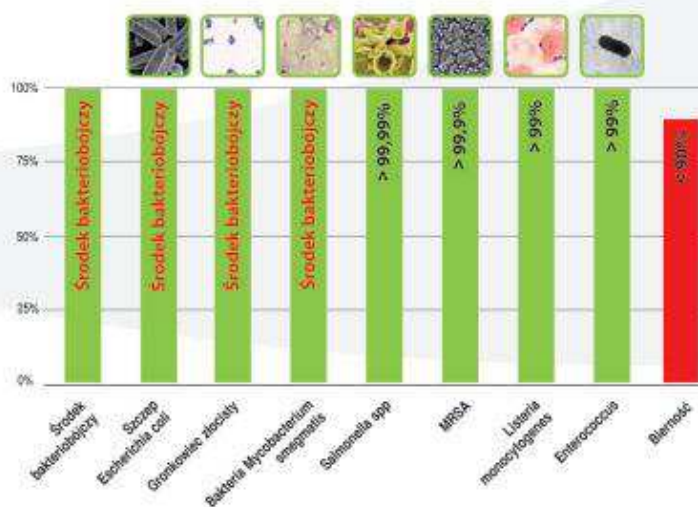 100%
75%
50%
25%
0%
Środek bakteriobójczy
Środek bakteriobójczy
Środek bakteriobójczy
Środek bakteriobójczy
> 99,99%
> 99,9%
> 99%
> 99%
< 90%
Środek
bakteriobójczy
Szczep
Escherichia coli
Gronkowiec złocisty
Bakteria Mycobacterium
smegmatis
Salmonella spp
MRSA
Listeria
monocytogenes
Enterococcus
Bierność